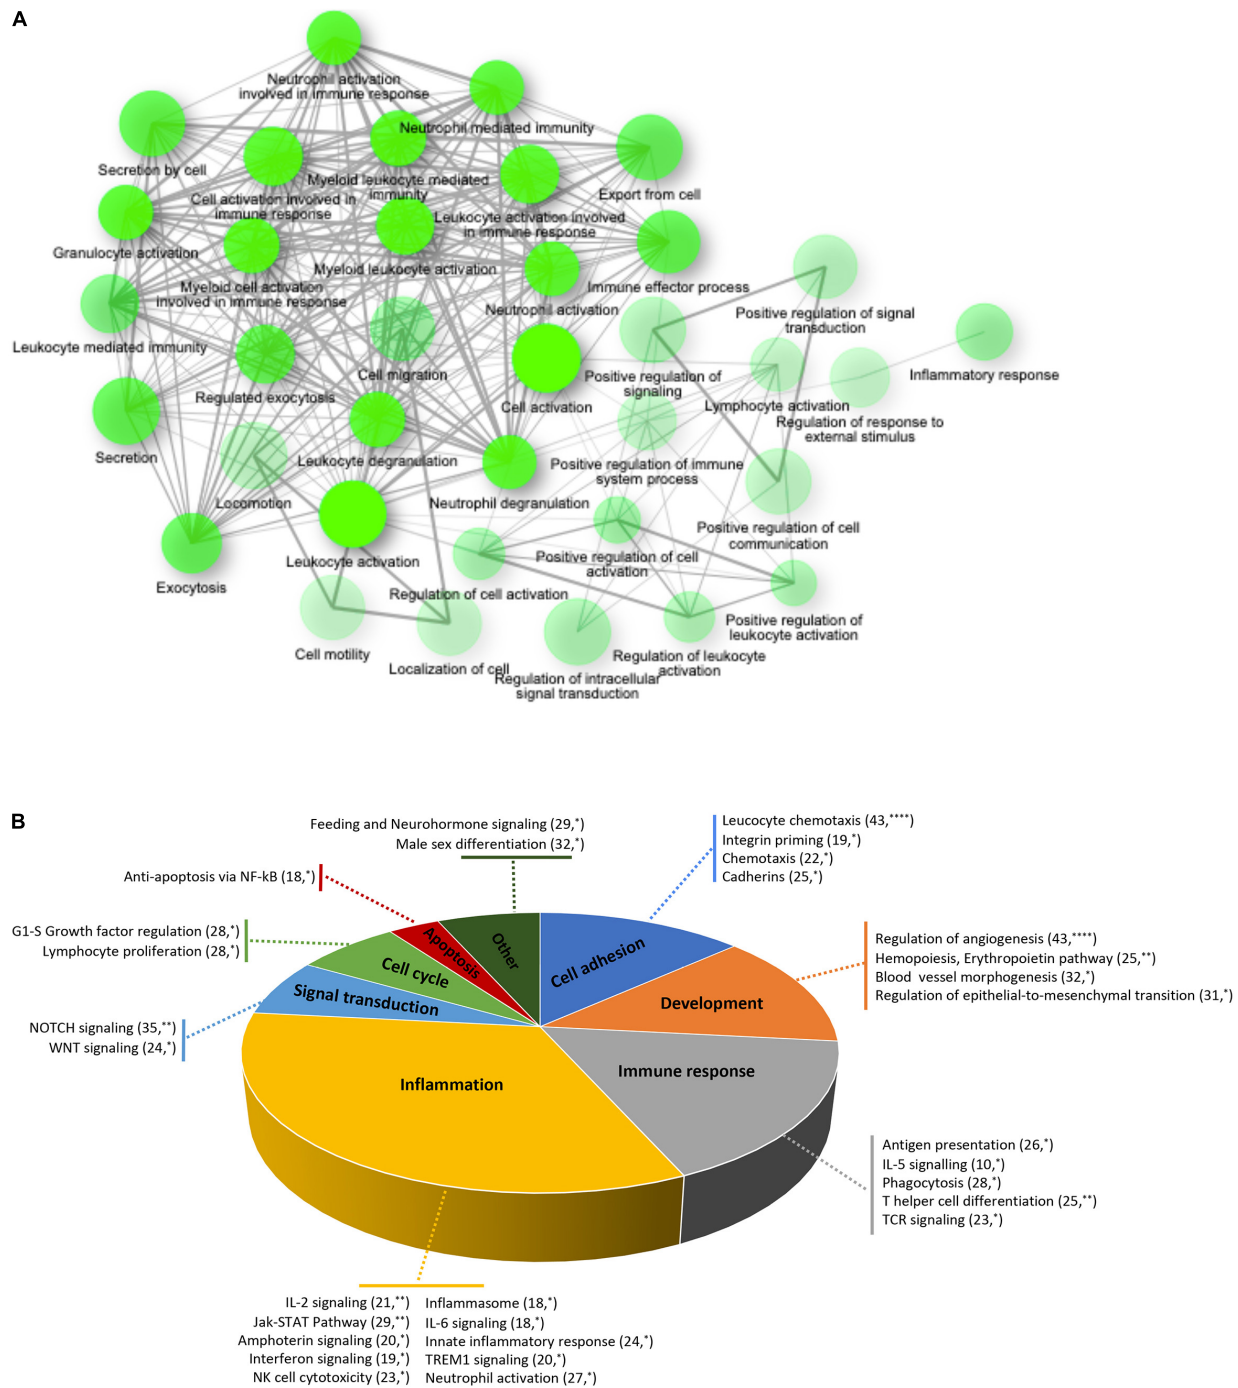 A
Neutrophil activation
involved in immune response
Neutrophil mediated immunity
Secretion by cell
Myeloid leukocyte mediated
immunity
Export from cell
Cell activation involved in
immune response
Leukocyte activation involved
in immune response
Granulocyte activation
Myeloid leukocyte activation
Immune effector process
Myeloid cell activation
involved in immune response
Neutrophil activation
Positive regulation of signal
transduction
Leukocyte mediated immunity
Cell migration
Inflammatory response
Positive regulation of
signaling
Regulated exocytosis
Cell activation
Lymphocyte activation
Regulation of response to
external stimulus
Secretion
Leukocyte degranulation
Positive regulation of immune
system process
Locomotion
Neutrophil degranulation
Positive regulation of cell
communication
Leukocyte activation
Positive regulation of cell
activation
Exocytosis
Regulation of cell activation
Positive regulation of
leukocyte activation
Cell motility
Localization of cell
Regulation of leukocyte
activation
Regulation of intracellular
signal transduction
B
Feeding and Neurohormone signaling (29,*)
Male sex differentiation (32,*)
Leucocyte chemotaxis (43,****)
Integrin priming (19,*)
Chemotaxis (22,*)
Cadherins (25,*)
Anti-apoptosis via NF-kB (18,*)
G1-S Growth factor regulation (28,*)
Lymphocyte proliferation (28,*)
Regulation of angiogenesis (43,****)
Hemopoiesis, Erythropoietin pathway (25,**)
Blood vessel morphogenesis (32,*)
Regulation of epithelial-to-mesenchymal transition (31,*)
NOTCH signaling (35,**)
WNT signaling (24,*)
Other
Apoptosis
Cell cycle
Signal transduction
Cell adhesion
Development
Immune response
Inflammation
Antigen presentation (26,*)
IL-5 signalling (10,*)
Phagocytosis (28,*)
T helper cell differentiation (25,**)
TCR signaling (23,*)
IL-2 signaling (21,**)
Jak-STAT Pathway (29,**)
Amphoterin signaling (20,*)
Interferon signaling (19,*)
NK cell cytotoxicity (23,*)
Inflammasome (18,*)
IL-6 signaling (18,*)
Innate inflammatory response (24,*)
TREM1 signaling (20,*)
Neutrophil activation (27,*)